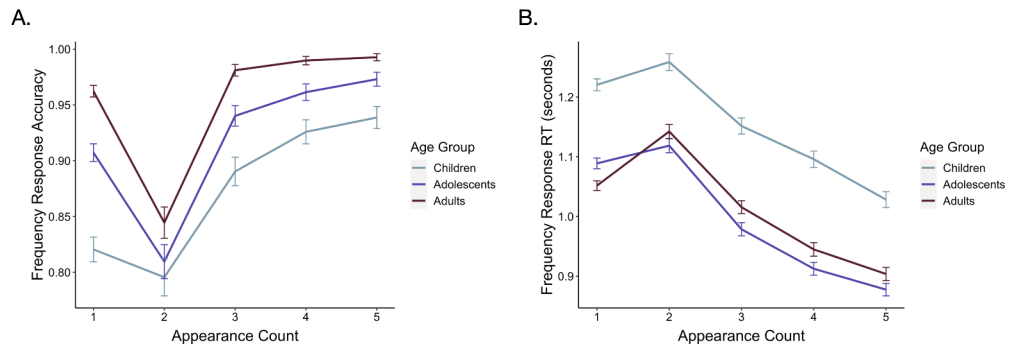 A.
Frequency Response Accuracy
1.00
0.95
0.90
0.85
0.80
1 2 3 4 5
Appearance Count
Age Group
Children
Adolescents
Adults
B.
Frequency Response RT (seconds)
1.2
1.1
1.0
0.9
1 2 3 4 5
Appearance Count
Age Group
Children
Adolescents
Adults